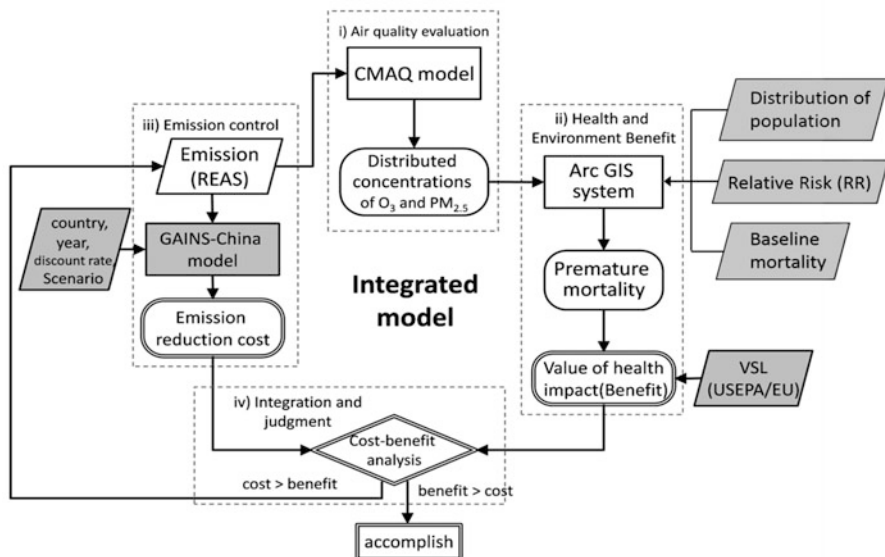 i) Air quality evaluation
CMAQ model
Distributed
concentrations
of O₃ and PM₂.₅
ii) Health and
Environment Benefit
Arc GIS
system
Premature
mortality
Value of health
impact(Benefit)
Distribution of
population
Relative Risk (RR)
Baseline
mortality
VSL
(USEPA/EU)
iii) Emission control
Emission
(REAS)
country,
year,
discount rate,
Scenario
GAINS-China
model
Emission
reduction cost
Integrated
model
iv) Integration and
judgment
Cost-benefit
analysis
cost > benefit
benefit > cost
accomplish